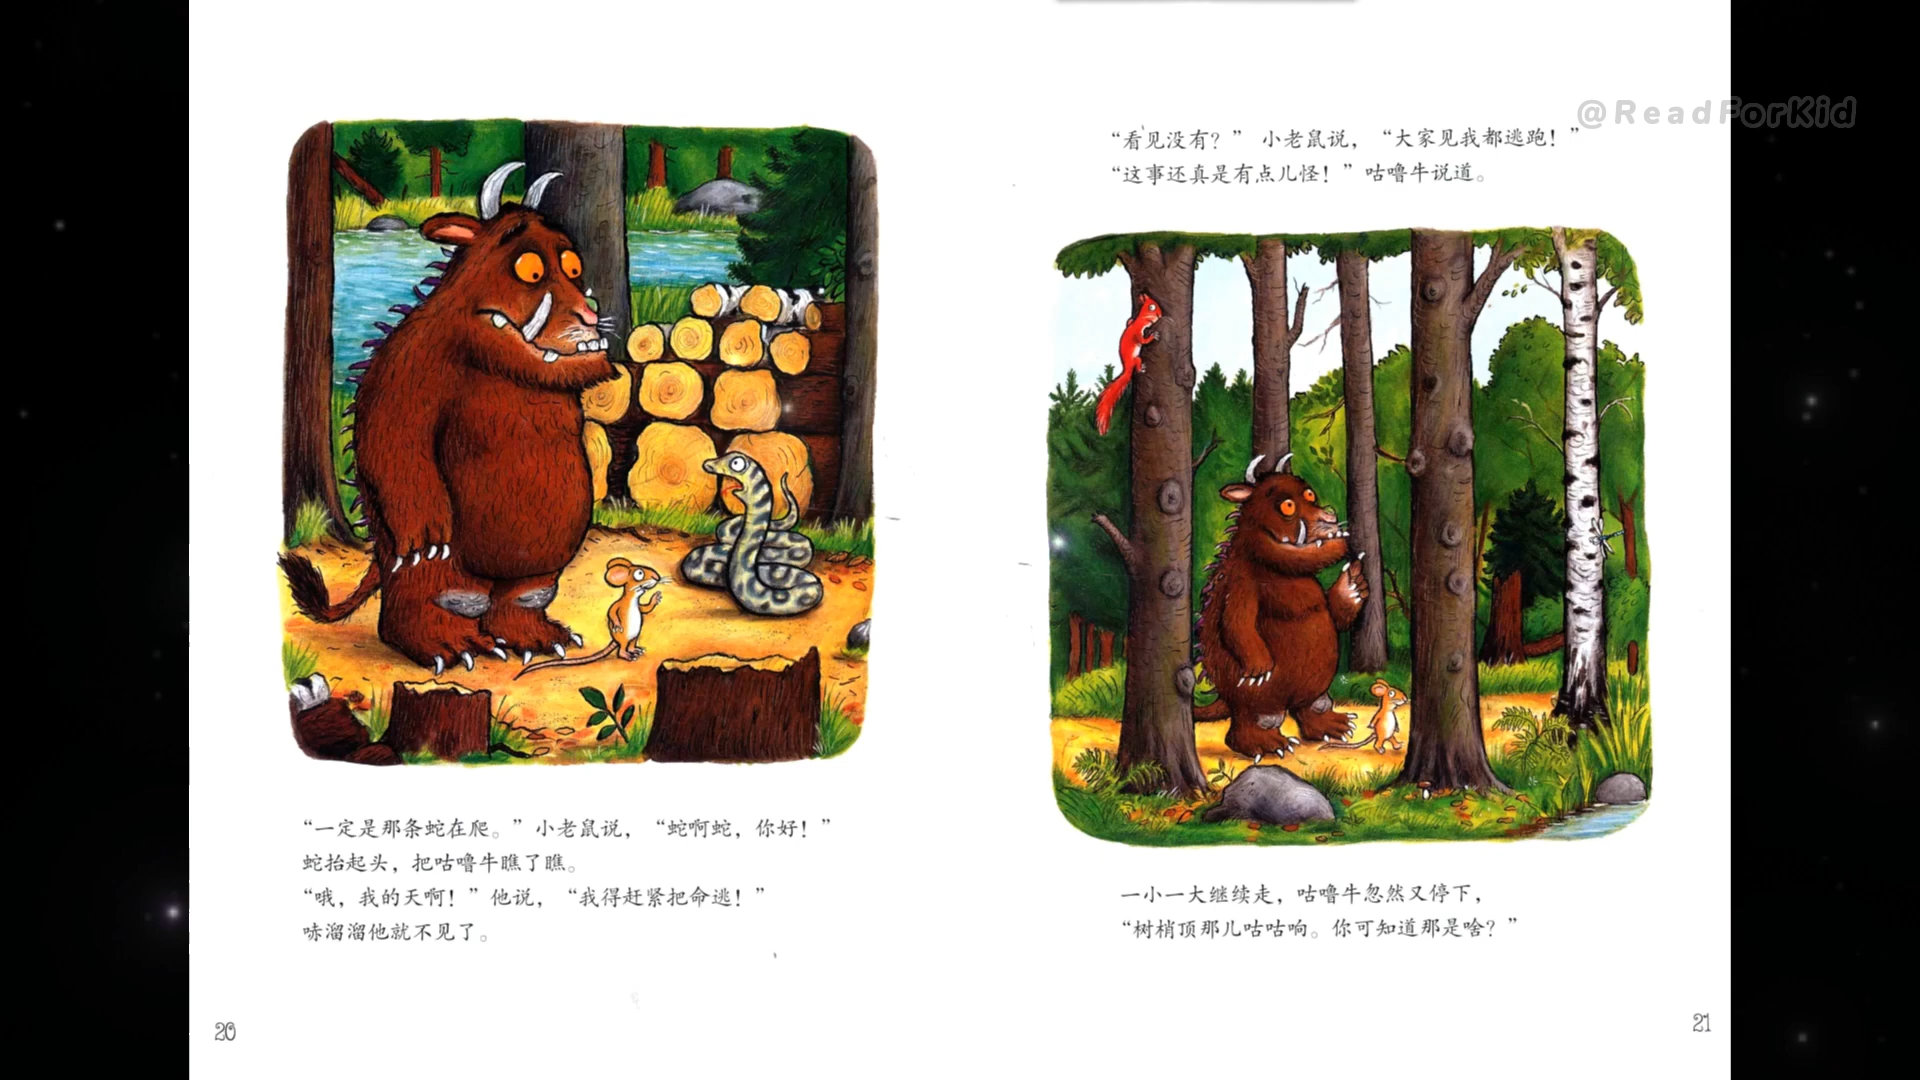 “一定是那条蛇在爬。”小老鼠说，“蛇啊蛇，你好！”
蛇抬起头，把咕噜牛瞧了瞧。
“哦，我的天啊！”他说，“我得赶紧把命逃！”
哧溜溜他就不见了。
20
@ReadForKid
“看见没有？” 小老鼠说，“大家见我都逃跑！”
“这事还真是有点儿怪！”咕噜牛说道。
一小一大继续走，咕噜牛忽然又停下，
“树梢顶那儿咕咕响。你可知道那是啥？”
21